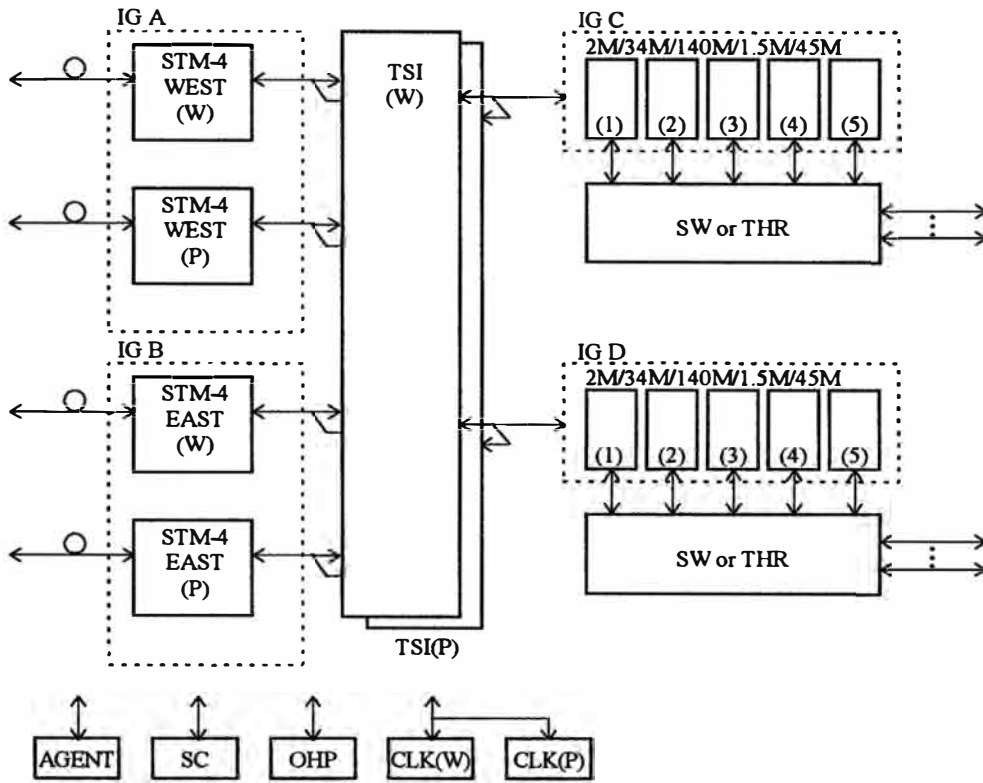 IG A
STM-4
WEST
(W)
STM-4
WEST
(P)
IG B
STM-4
EAST
(W)
STM-4
EAST
(P)
TSI
(W)
TSI(P)
IG C
2M/34M/140M/1.5M/45M
(1) (2) (3) (4) (5)
SW or THR
IG D
2M/34M/140M/1.5M/45M
(1) (2) (3) (4) (5)
SW or THR
AGENT SC OHP CLK(W) CLK(P)